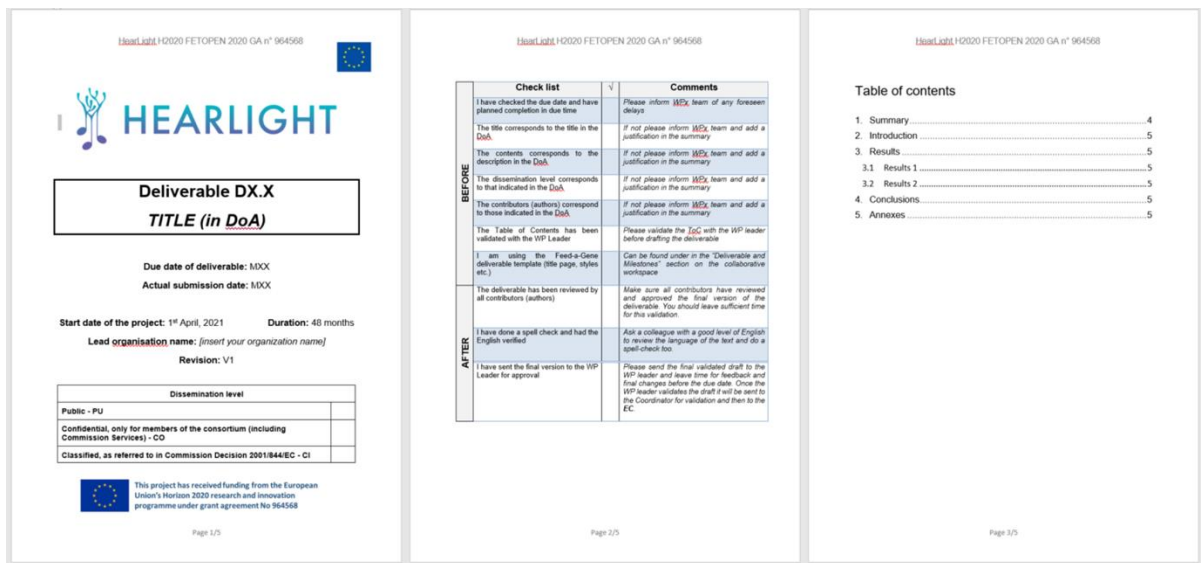 HearLight H2020 FETOPEN 2020 GA n° 964568
HEARLIGHT
Deliverable DX.X
TITLE (in DoA)
Due date of deliverable: MXX
Actual submission date: MXX
Start date of the project: 1st April, 2021 Duration: 48 months
Lead organisation name: [insert your organization name]
Revision: V1
Dissemination level
Public - PU
Confidential, only for members of the consortium (including
Commission Services) - CO
Classified, as referred to in Commission Decision 2001/844/EC - CI
This project has received funding from the European
Union's Horizon 2020 research and innovation
programme under grant agreement No 964568
Page 1/5
HearLight H2020 FETOPEN 2020 GA n° 964568
Check list √ Comments
BEFORE
I have checked the due date and have
planned completion in due time
Please inform WPx team of any foreseen
delays
The title corresponds to the title in the
DoA
If not please inform WPx team and add a
justification in the summary
The contents corresponds to the
description in the DoA
If not please inform WPx team and add a
justification in the summary
The dissemination level corresponds
to that indicated in the DoA
If not please inform WPx team and add a
justification in the summary
The contributors (authors) correspond
to those indicated in the DoA
If not please inform WPx team and add a
justification in the summary
The Table of Contents has been
validated with the WP Leader
Please validate the ToC with the WP leader
before drafting the deliverable
I am using the Feed-a-Gene
deliverable template (title page, styles
etc.)
Can be found under in the "Deliverable and
Milestones" section on the collaborative
workspace
AFTER
The deliverable has been reviewed by
all contributors (authors)
Make sure all contributors have reviewed
and approved the final version of the
deliverable. You should leave sufficient time
for this validation.
I have done a spell check and had the
English verified
Ask a colleague with a good level of English
to review the language of the text and do a
spell-check too.
I have sent the final version to the WP
Leader for approval
Please send the final validated draft to the
WP leader and leave time for feedback and
final changes before the due date. Once the
WP leader validates the draft it will be sent to
the Coordinator for validation and then to the
EC.
Page 2/5
HearLight H2020 FETOPEN 2020 GA n° 964568
Table of contents
1. Summary 4
2. Introduction 5
3. Results 5
3.1 Results 1 5
3.2 Results 2 5
4. Conclusions 5
5. Annexes 5
Page 3/5